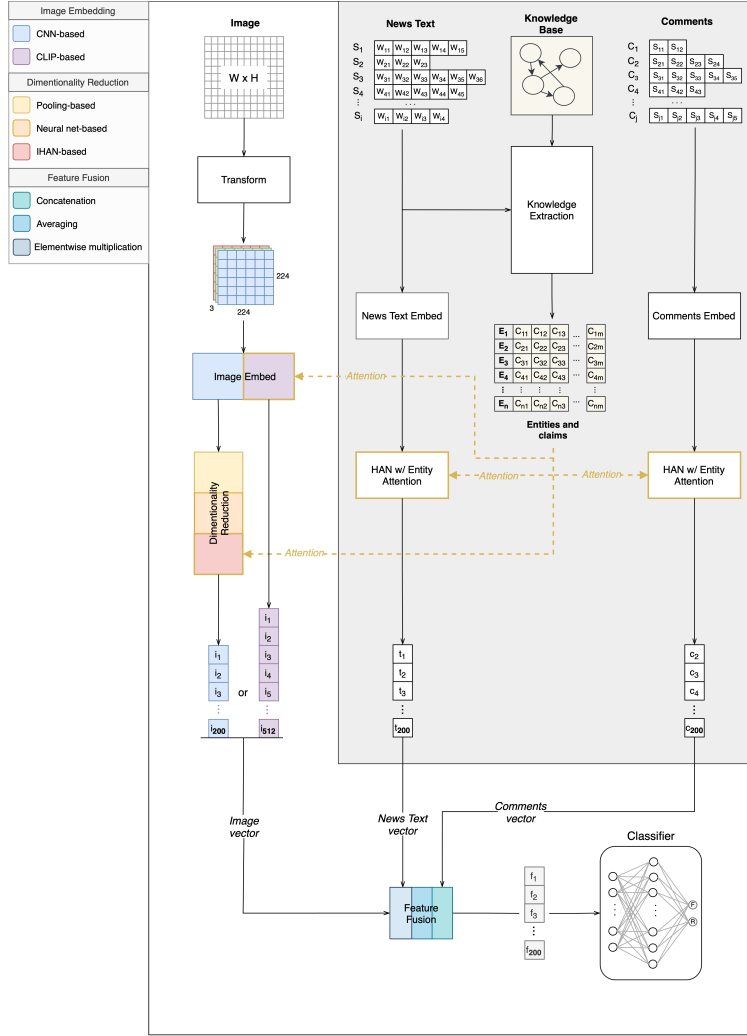 Image Embedding
CNN-based
CLIP-based
Dimentionality Reduction
Pooling-based
Neural net-based
IHAN-based
Feature Fusion
Concatenation
Averaging
Elementwise multiplication
Image
W x H
Transform
224
224
3
Image Embed
Dimentionality
Reduction
i1
i2
i3
i200
or
i1
i2
i3
i4
i5
i512
Image
vector
News Text
S1 W11 W12 W13 W14 W15
S2 W21 W22 W23
S3 W31 W32 W33 W34 W35 W36
S4 W41 W42 W43 W44 W45
⋮ ...
Si Wi1 Wi2 Wi3 Wi4
News Text Embed
HAN w/ Entity
Attention
t1
t2
t3
t200
News Text
vector
Knowledge
Base
Knowledge
Extraction
E1 C11 C12 C13 ... C1m
E2 C21 C22 C23 ... C2m
E3 C31 C32 C33 ... C3m
E4 C41 C42 C43 ... C4m
⋮ ⋮ ⋮ ⋮ ⋮
En Cn1 Cn2 Cn3 ... Cnm
Entities and
claims
Attention
Attention
Attention
Attention
Comments
C1 S11 S12
C2 S21 S22 S23 S24
C3 S31 S32 S33 S34 S35
C4 S41 S42 S43
⋮ ...
Cj Sj1 Sj2 Sj3 Sj4 Sj5
Comments Embed
HAN w/ Entity
Attention
c2
c3
c4
c200
Comments
vector
Feature
Fusion
f1
f2
f3
f200
Classifier
F
R